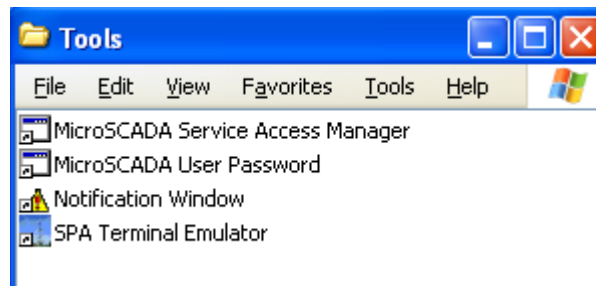 Tools
File Edit View Favorites Tools Help
MicroSCADA Service Access Manager
MicroSCADA User Password
Notification Window
SPA Terminal Emulator